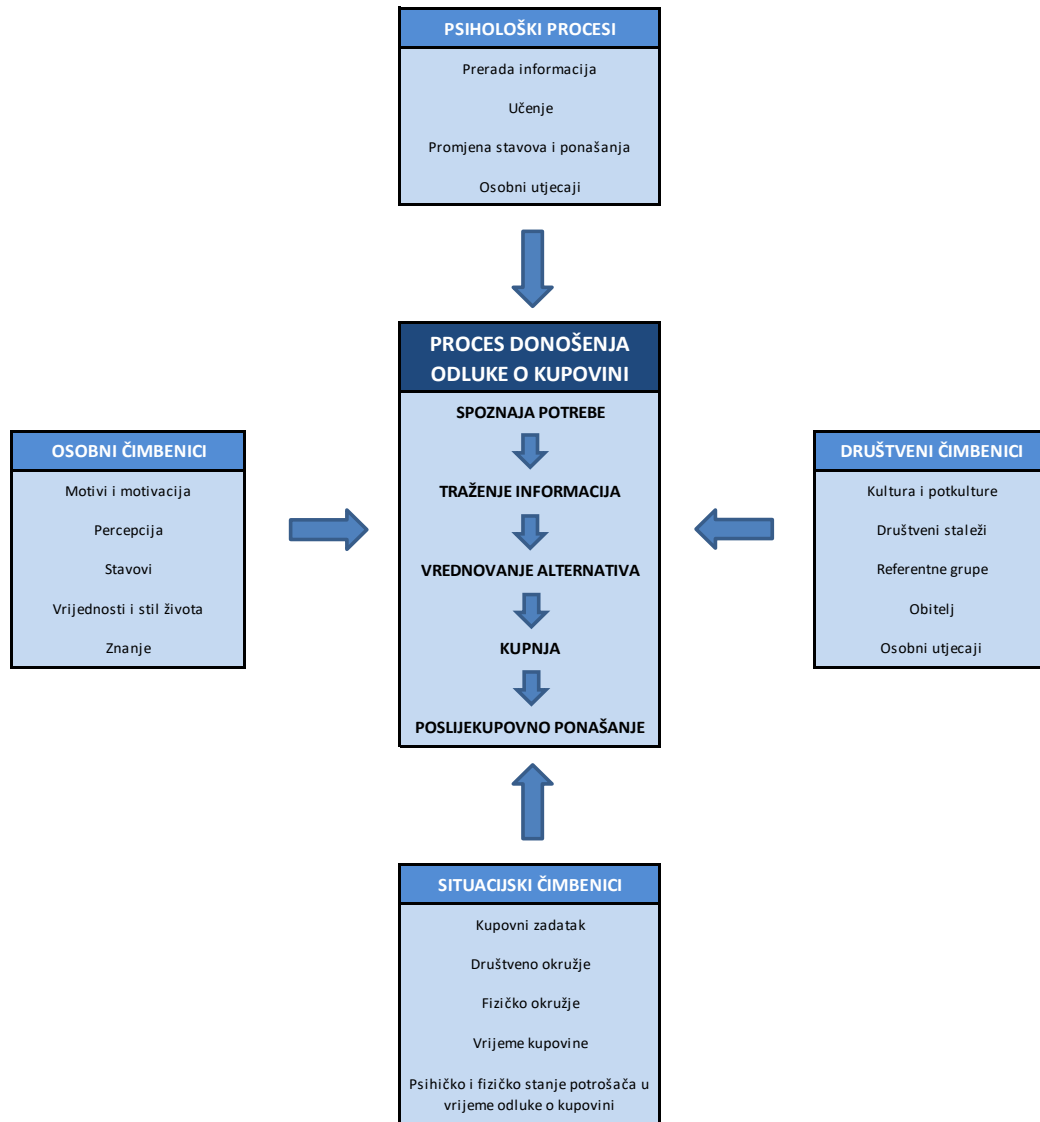 PSIHOLOŠKI PROCESI
Prerada informacija
Učenje
Promjena stavova i ponašanja
Osobni utjecaji
PROCES DONOŠENJA
ODLUKE O KUPOVINI
SPOZNAJA POTREBE
TRAŽENJE INFORMACIJA
VREDNOVANJE ALTERNATIVA
KUPNJA
POSLIJEKUPOVNO PONAŠANJE
OSOBNI ČIMBENICI
Motivi i motivacija
Percepcija
Stavovi
Vrijednosti i stil života
Znanje
DRUŠTVENI ČIMBENICI
Kultura i potkulture
Društveni staleži
Referentne grupe
Obitelj
Osobni utjecaji
SITUACIJSKI ČIMBENICI
Kupovni zadatak
Društveno okružje
Fizičko okružje
Vrijeme kupovine
Psihičko i fizičko stanje potrošača u
vrijeme odluke o kupovini